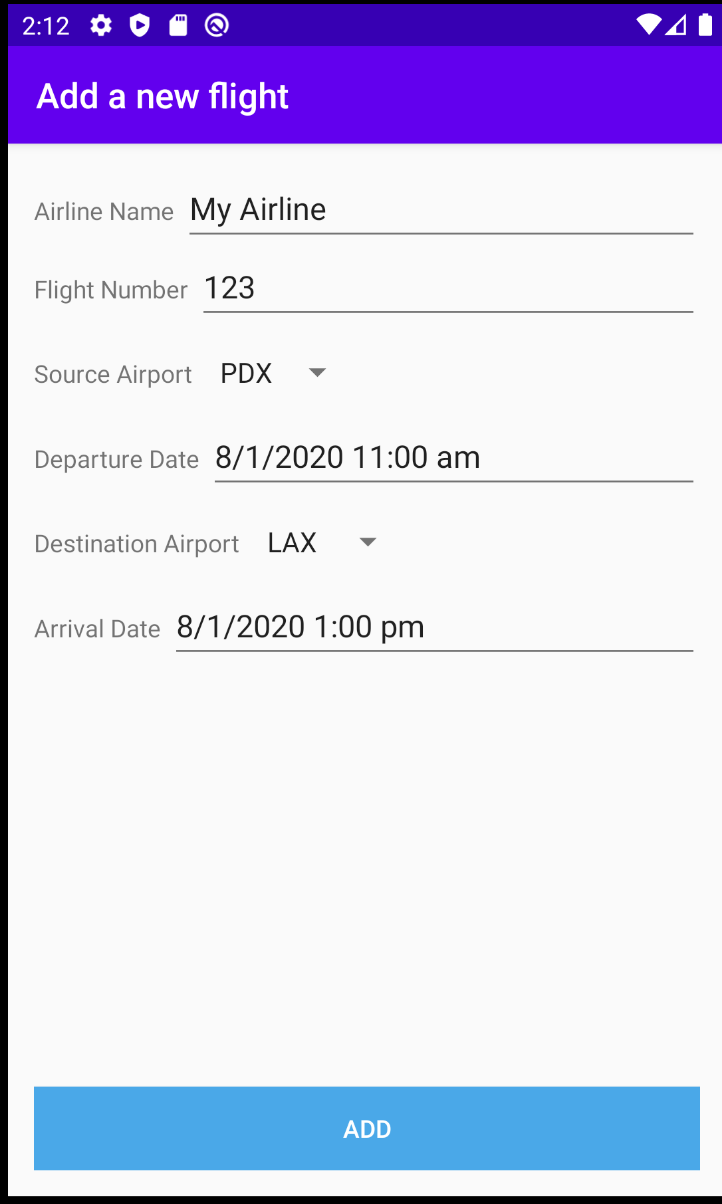 2:12
Add a new flight
Airline Name My Airline
Flight Number 123
Source Airport PDX
Departure Date 8/1/2020 11:00 am
Destination Airport LAX
Arrival Date 8/1/2020 1:00 pm
ADD